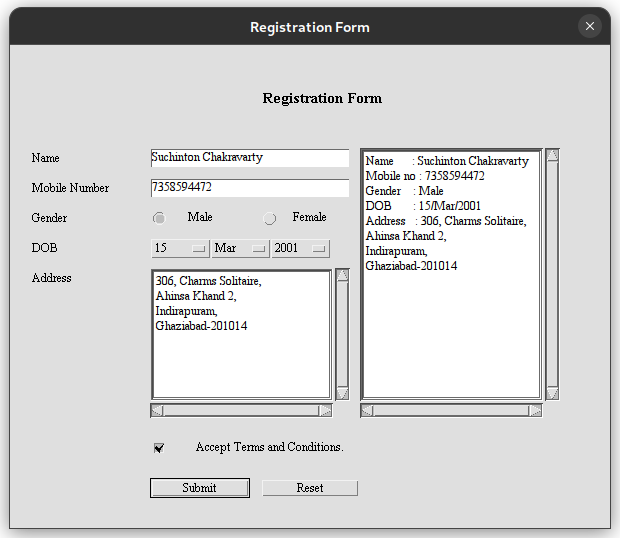 Registration Form
Registration Form
Name
Suchinton Chakravarty
Mobile Number
7358594472
Gender
Male
Female
DOB
15
Mar
2001
Address
306, Charms Solitaire,
Ahinsa Khand 2,
Indirapuram,
Ghaziabad-201014
Name : Suchinton Chakravarty
Mobile no : 7358594472
Gender : Male
DOB : 15/Mar/2001
Address : 306, Charms Solitaire,
Ahinsa Khand 2,
Indirapuram,
Ghaziabad-201014
Accept Terms and Conditions.
Submit
Reset